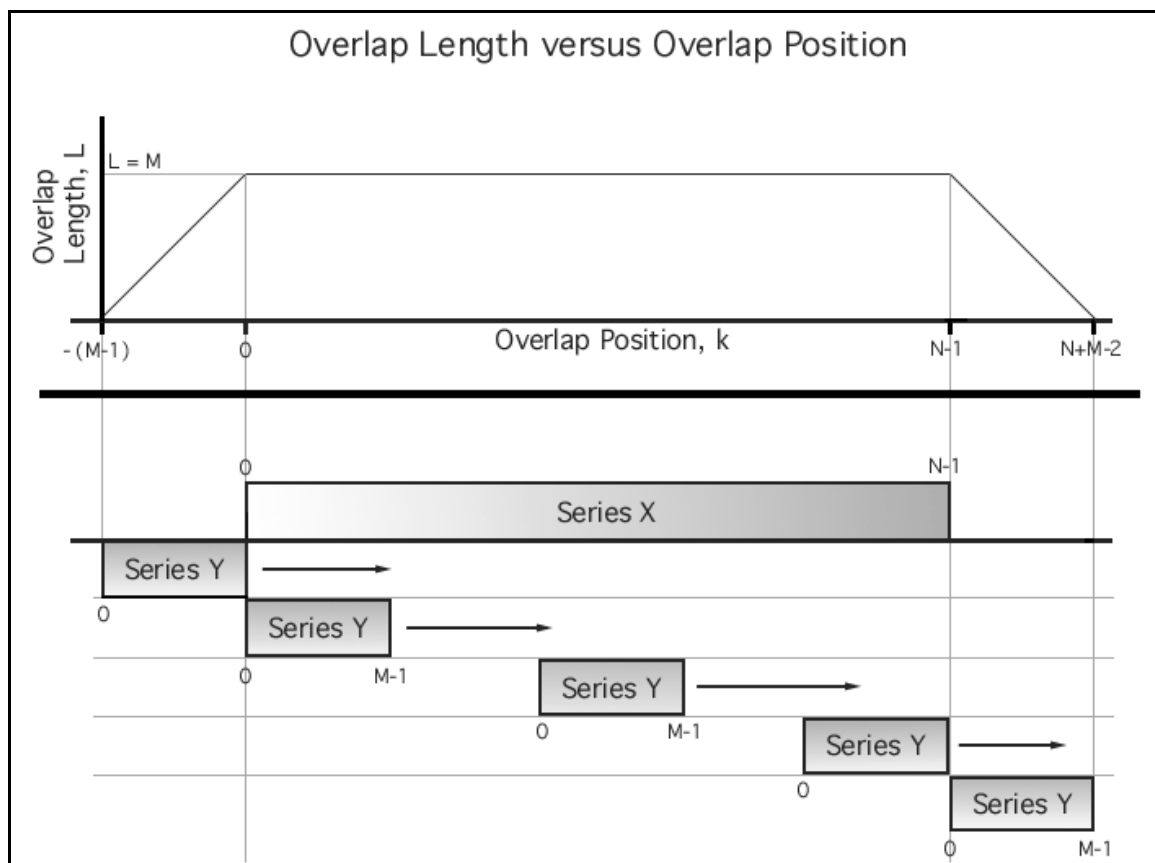 Overlap Length versus Overlap Position
Overlap
Length, L
L = M
-(M-1)
0
Overlap Position, k
N-1
N+M-2
0
N-1
Series X
Series Y
0
Series Y
0
M-1
Series Y
0
M-1
Series Y
0
Series Y
0
M-1